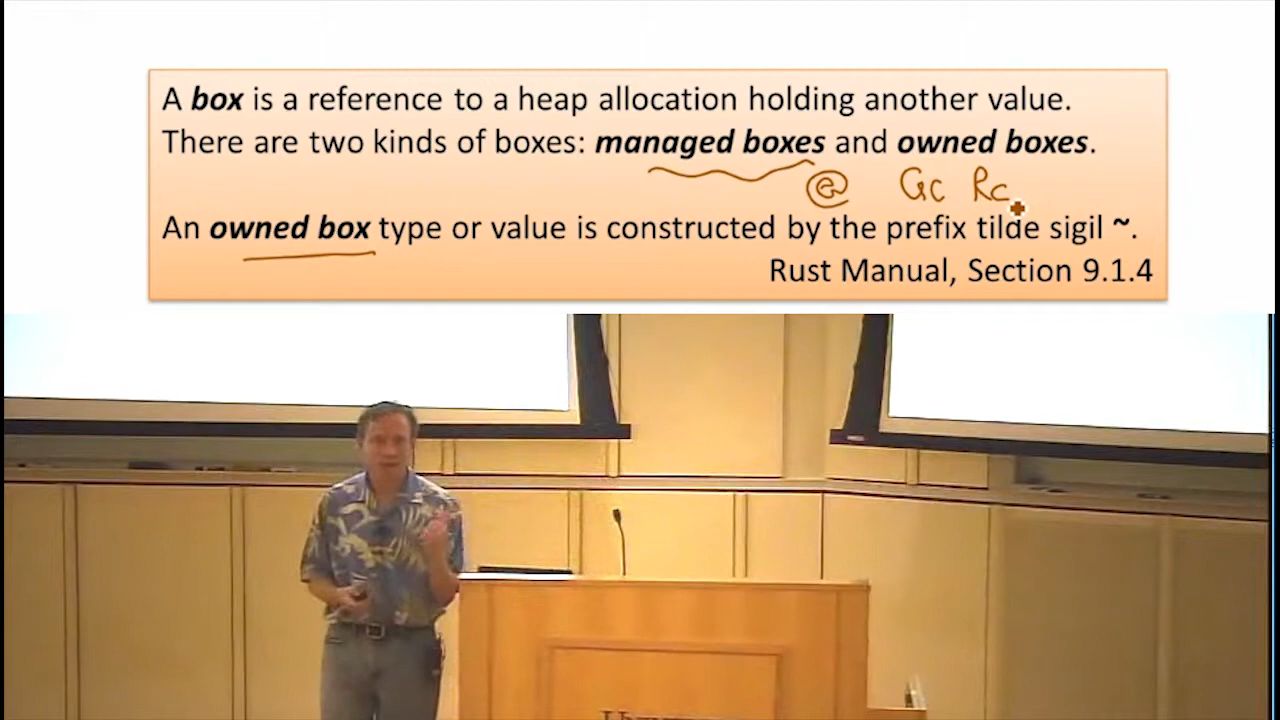 A box is a reference to a heap allocation holding another value.
There are two kinds of boxes: managed boxes and owned boxes.
@ Gc Rc
An owned box type or value is constructed by the prefix tilde sigil ~.
Rust Manual, Section 9.1.4